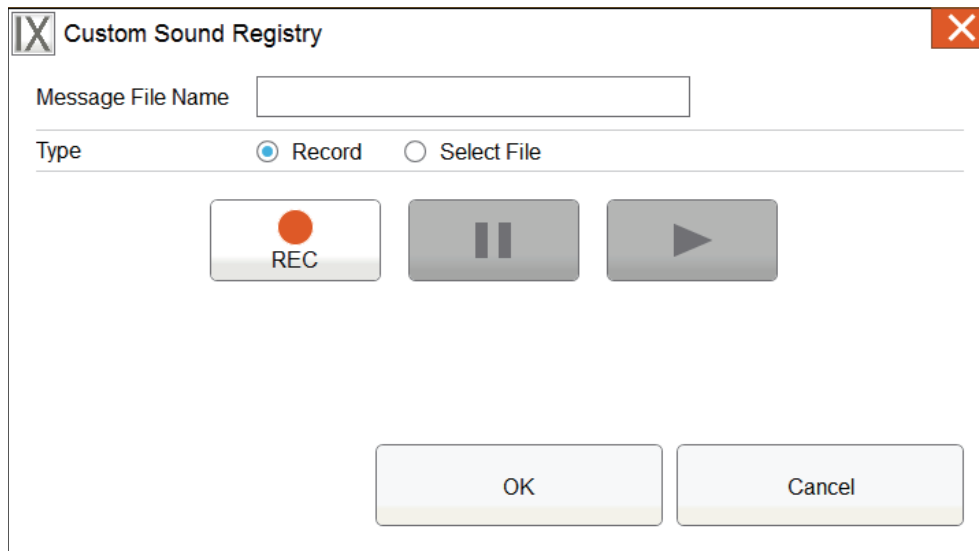 IX Custom Sound Registry
Message File Name
Type Record Select File
REC
OK Cancel